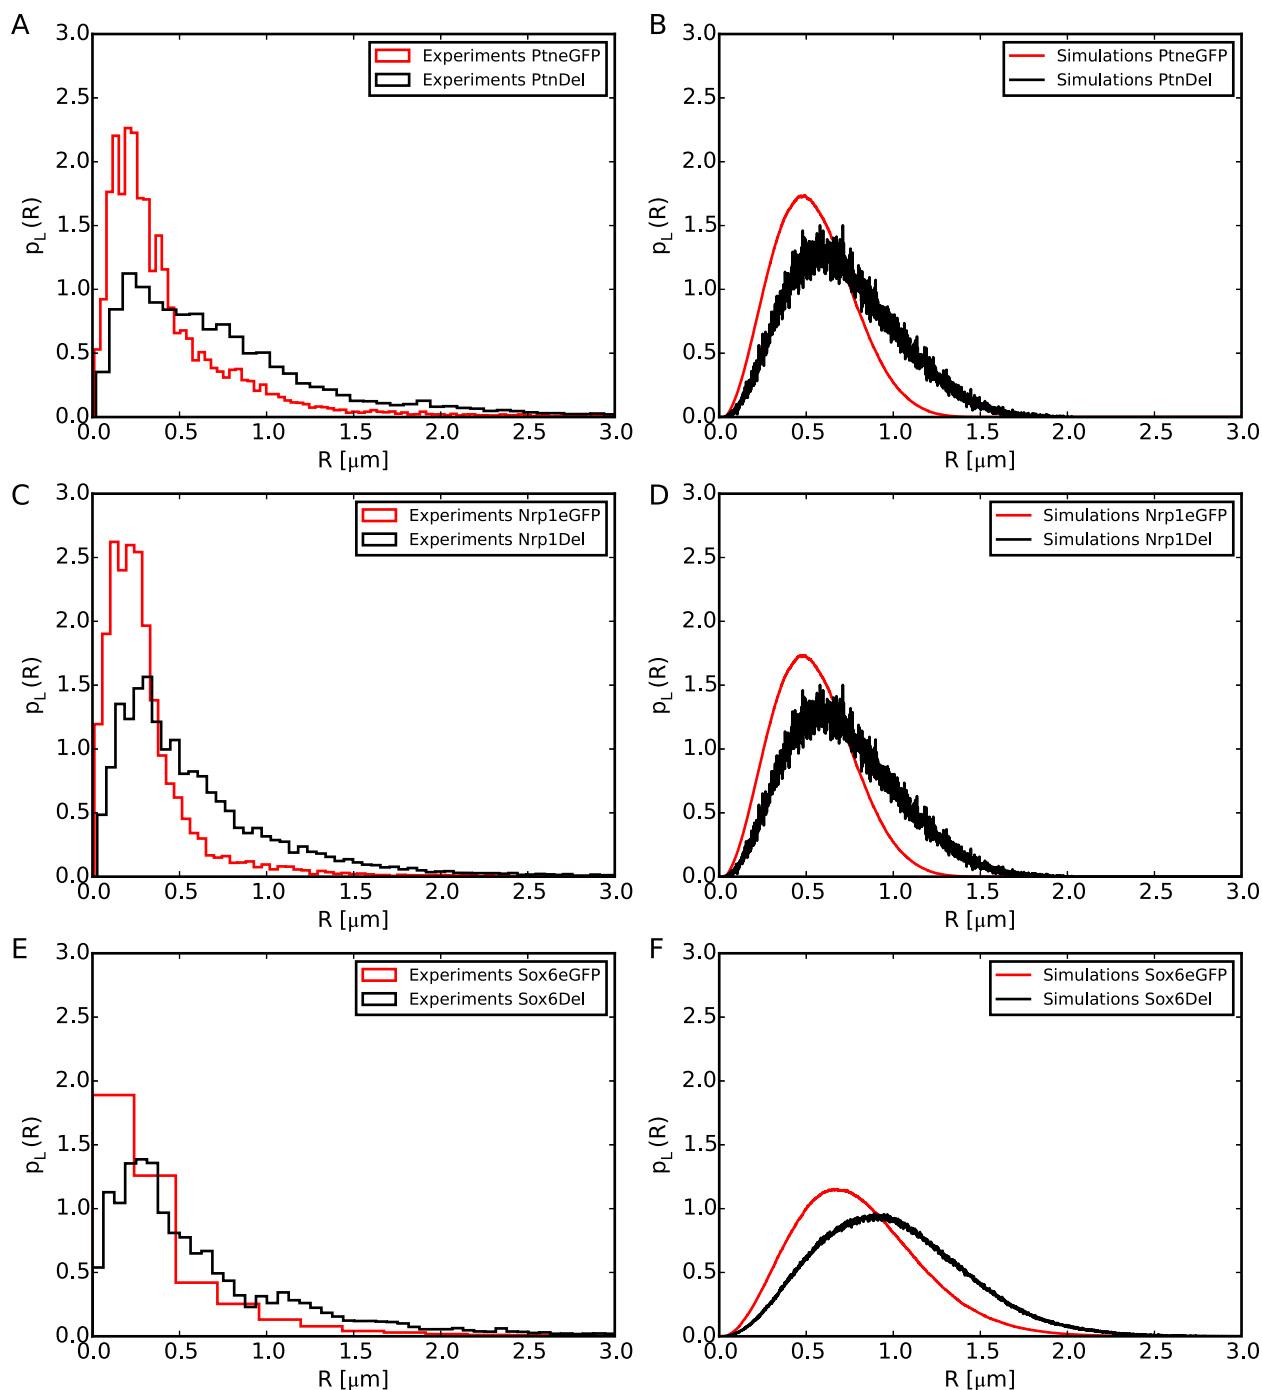 A
3.0
2.5
2.0
1.5
1.0
0.5
0.0
p_L(R)
Experiments PtneGFP
Experiments PtnDel
0.0 0.5 1.0 1.5 2.0 2.5 3.0
R [μm]
B
3.0
2.5
2.0
1.5
1.0
0.5
0.0
p_L(R)
Simulations PtneGFP
Simulations PtnDel
0.0 0.5 1.0 1.5 2.0 2.5 3.0
R [μm]
C
3.0
2.5
2.0
1.5
1.0
0.5
0.0
p_L(R)
Experiments Nrp1eGFP
Experiments Nrp1Del
0.0 0.5 1.0 1.5 2.0 2.5 3.0
R [μm]
D
3.0
2.5
2.0
1.5
1.0
0.5
0.0
p_L(R)
Simulations Nrp1eGFP
Simulations Nrp1Del
0.0 0.5 1.0 1.5 2.0 2.5 3.0
R [μm]
E
3.0
2.5
2.0
1.5
1.0
0.5
0.0
p_L(R)
Experiments Sox6eGFP
Experiments Sox6Del
0.0 0.5 1.0 1.5 2.0 2.5 3.0
R [μm]
F
3.0
2.5
2.0
1.5
1.0
0.5
0.0
p_L(R)
Simulations Sox6eGFP
Simulations Sox6Del
0.0 0.5 1.0 1.5 2.0 2.5 3.0
R [μm]